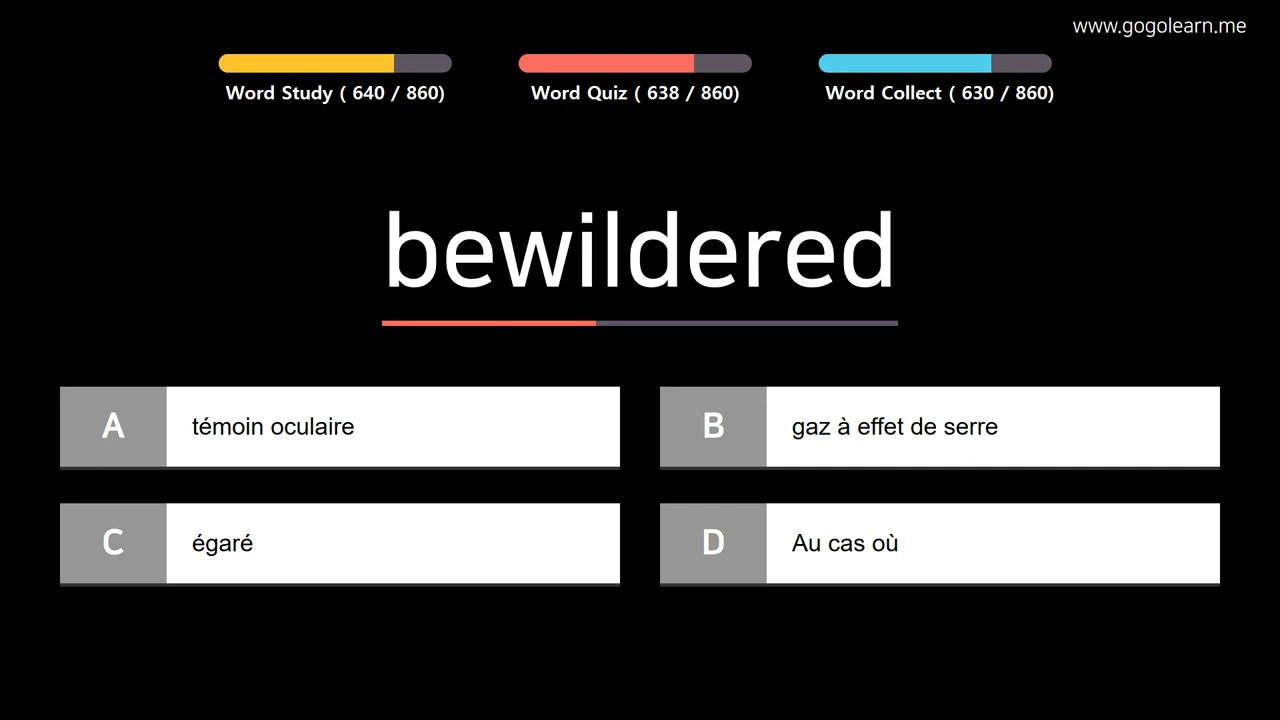 www.gogolearn.me
Word Study ( 640 / 860)
Word Quiz ( 638 / 860)
Word Collect ( 630 / 860)
bewildered
A
témoin oculaire
B
gaz à effet de serre
C
égaré
D
Au cas où